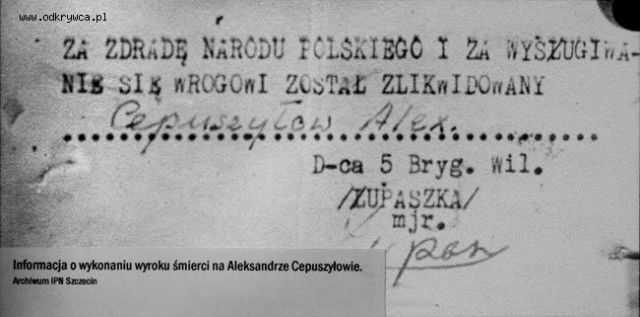 www.odkrywca.pl
ZA ZDRADĘ NARODU POLSKIEGO I ZA WYSŁUGIWA-
NIE SIĘ WROGOWI ZOSTAŁ ZLIKWIDOWANY
Cepuszyłow Alex.
D-ca 5 Bryg. Wil.
/ŁUPASZKA/
mjr.
Informacja o wykonaniu wyroku śmierci na Aleksandrze Cepuszyłowie.
Archiwum IPN Szczecin